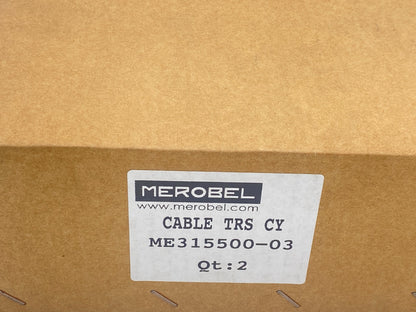 MEROBEL
www.merobel.com
CABLE TRS CY
ME315500-03
Qt:2